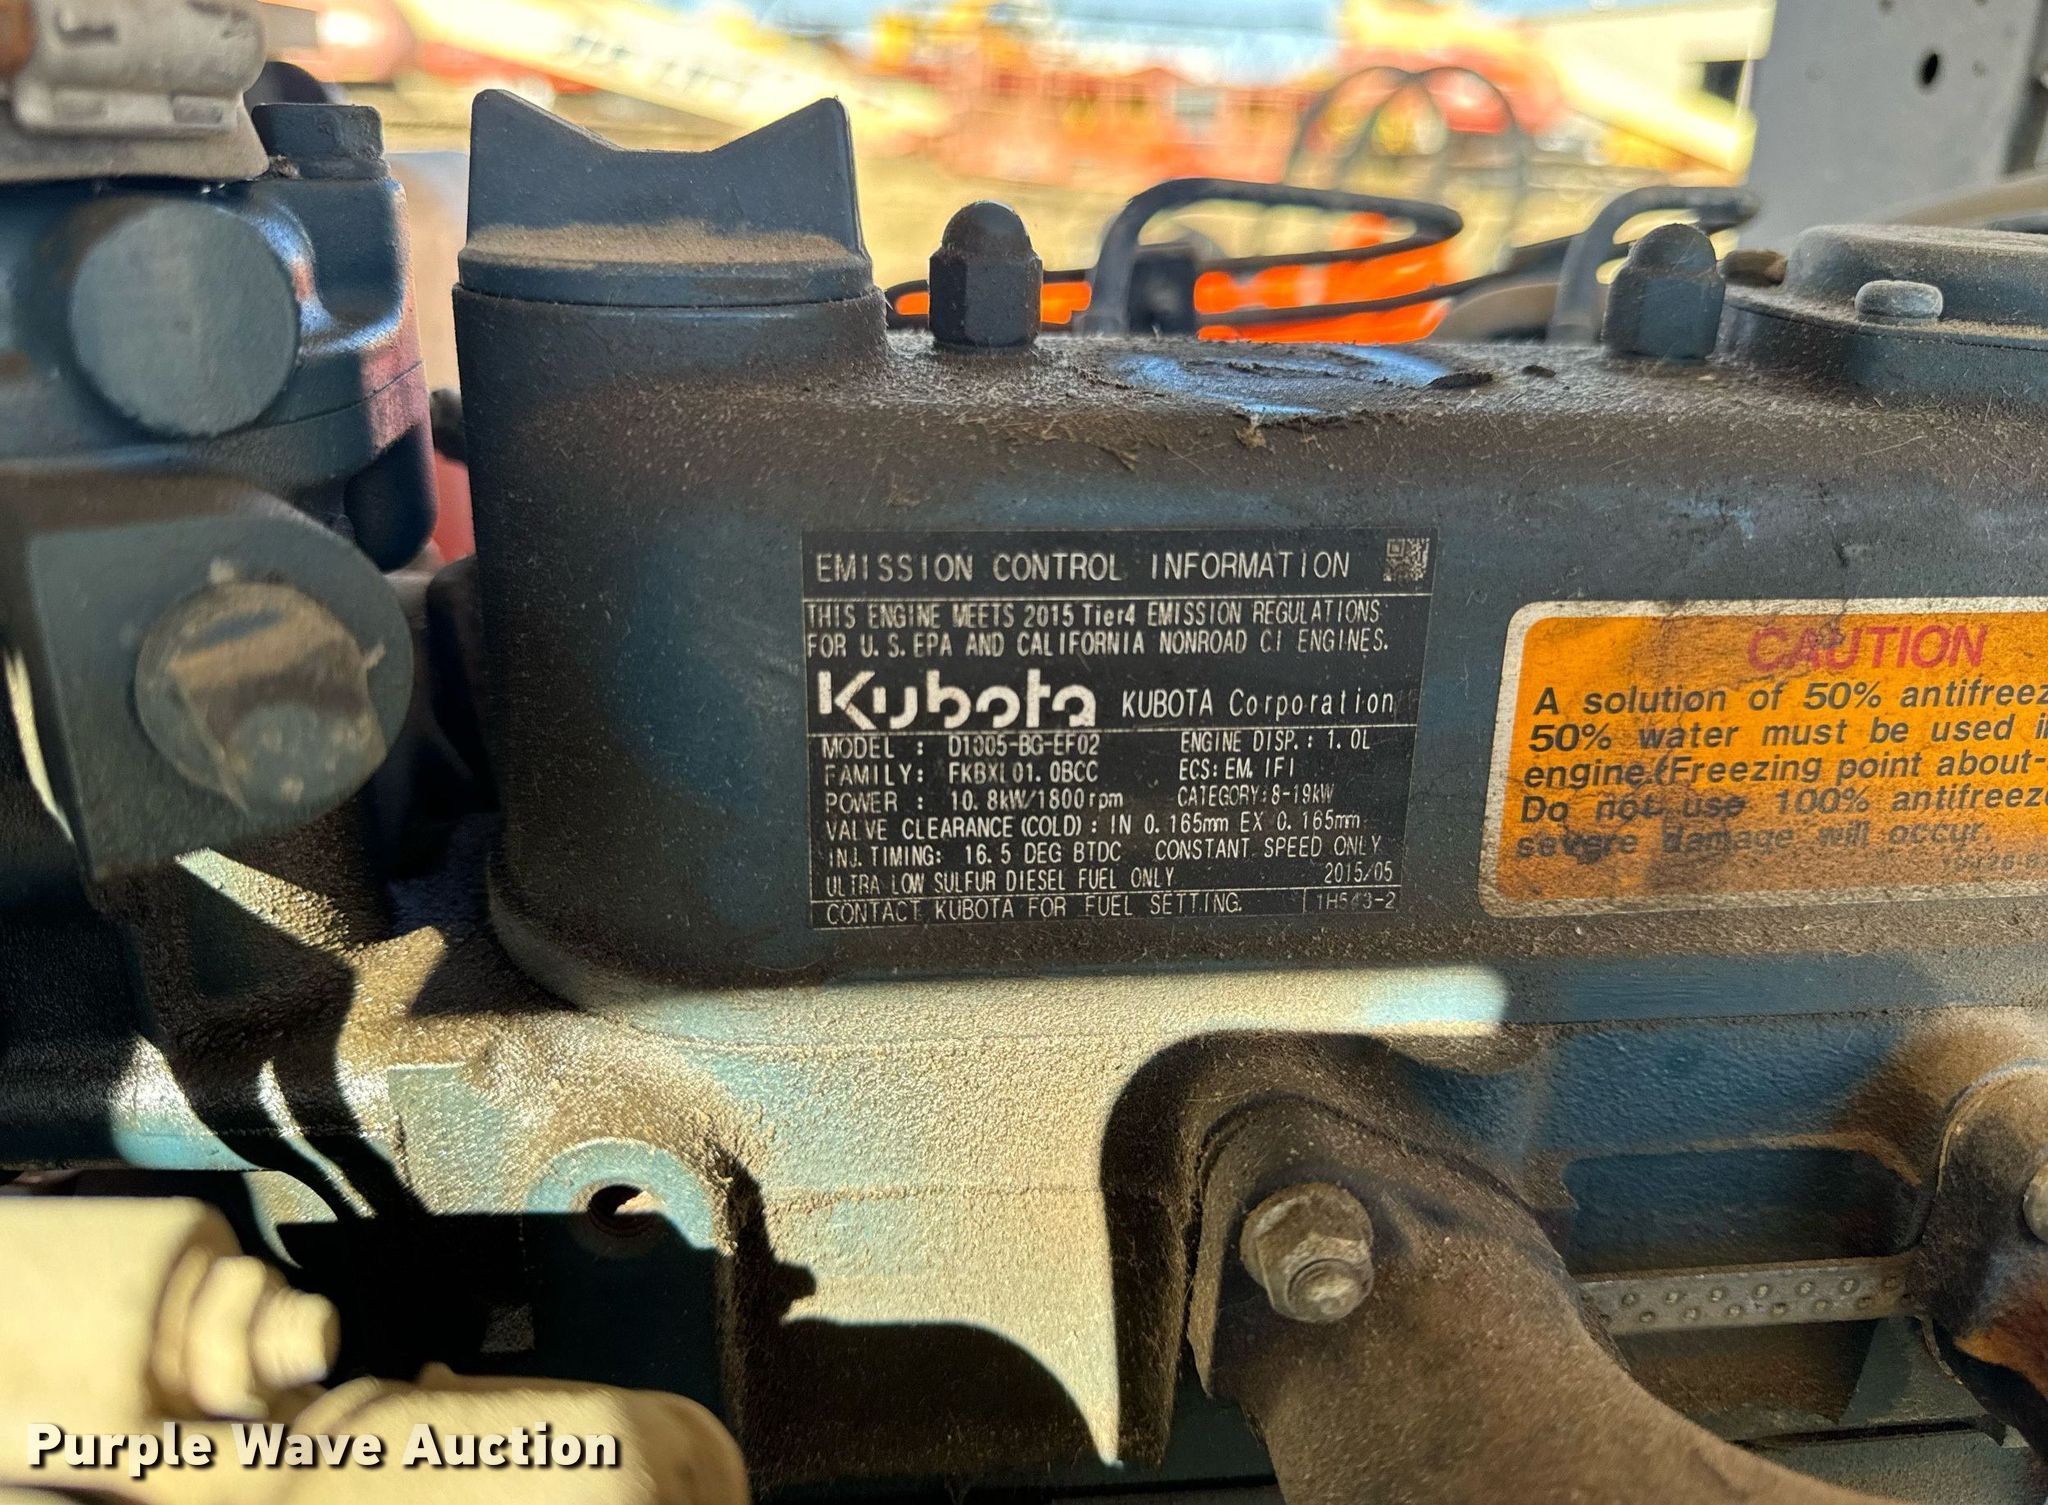 EMISSION CONTROL INFORMATION
THIS ENGINE MEETS 2015 Tier4 EMISSION REGULATIONS
FOR U.S. EPA AND CALIFORNIA NONROAD CI ENGINES.
Kubota KUBOTA Corporation
MODEL : D1005-BG-EF02 ENGINE DISP.: 1.0L
FAMILY: FKBXL01.0BCC ECS: EM, IFI
POWER : 10.8kW/1800rpm CATEGORY: 8-19kW
VALVE CLEARANCE (COLD) : IN 0.165mm EX 0.165mm
INJ. TIMING: 16.5 DEG BTDC CONSTANT SPEED ONLY
ULTRA LOW SULFUR DIESEL FUEL ONLY 2015/05
CONTACT KUBOTA FOR FUEL SETTING. 1H543-2
CAUTION
A solution of 50% antifreez
50% water must be used i
engine.(Freezing point about-
Do not use 100% antifreez
severe damage will occur.
Purple Wave Auction